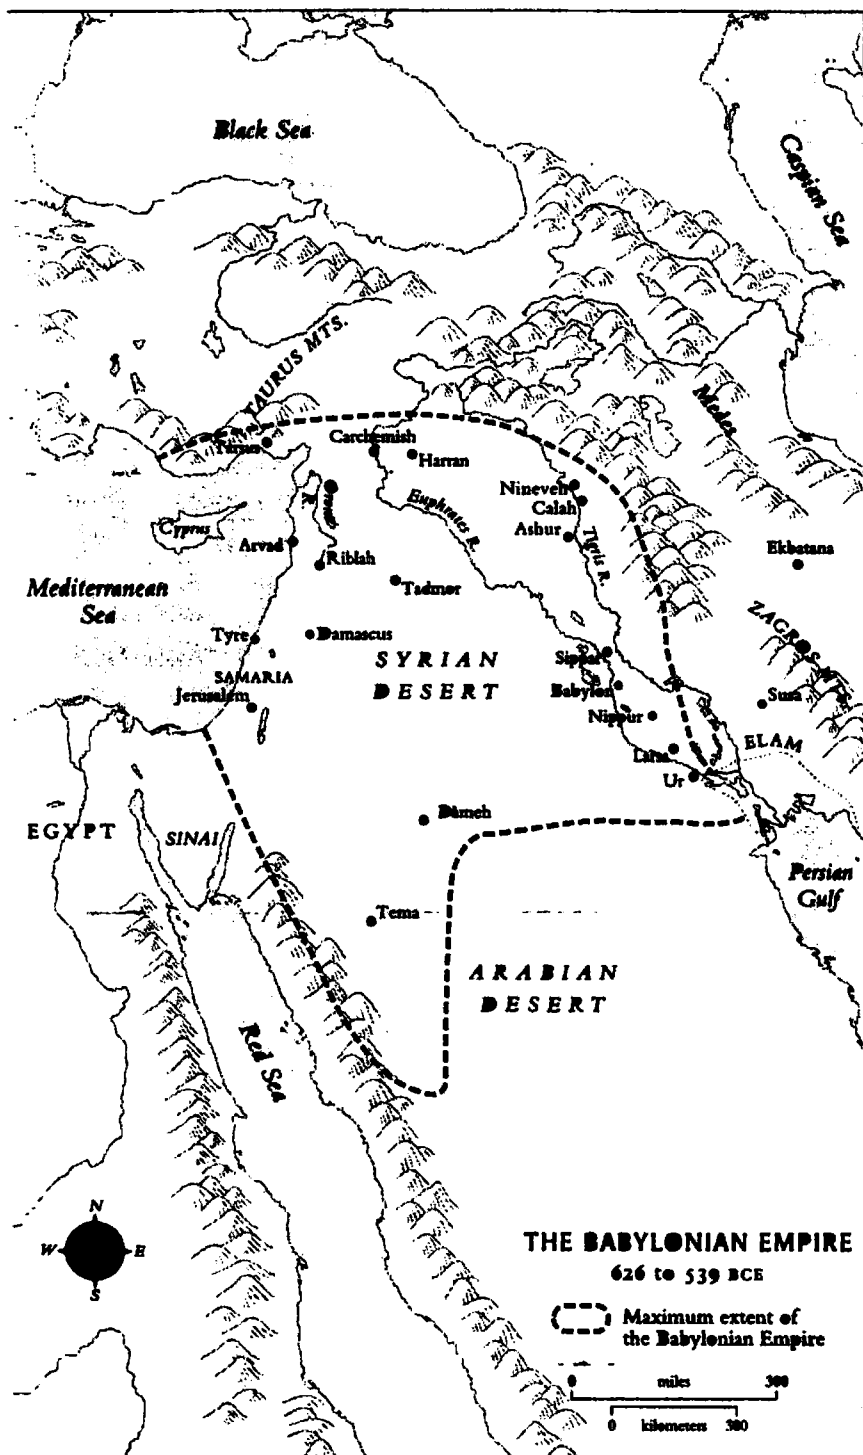 Black Sea
Caspian Sea
TAURUS MTS.
Medes
Tarsus
Carchemish
Harran
Nineveh
Calah
Ashur
Tigris R.
Euphrates R.
Orontes
R.
Cyprus
Arvad
Riblah
Tadmor
Ekbatana
Mediterranean
Sea
Tyre
Damascus
SYRIAN
DESERT
ZAGROS MTS.
SAMARIA
Jerusalem
Sippar
Babylon
Nippur
Susa
Larsa
ELAM
Ur
EGYPT
SINAI
Dumeh
Persian
Gulf
Tema
ARABIAN
DESERT
Red Sea
N
W
E
S
THE BABYLONIAN EMPIRE
626 to 539 BCE
Maximum extent of
the Babylonian Empire
0 miles 300
0 kilometers 300